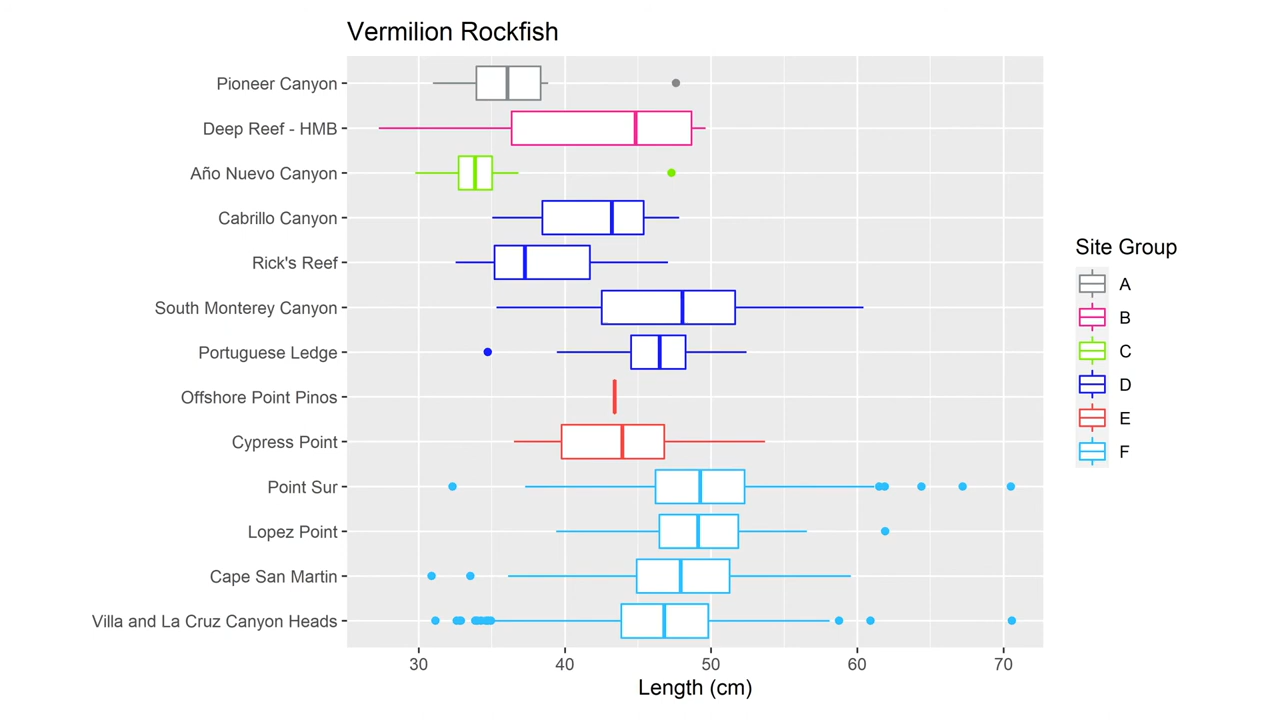 Vermilion Rockfish
Pioneer Canyon
Deep Reef - HMB
Año Nuevo Canyon
Cabrillo Canyon
Rick's Reef
South Monterey Canyon
Portuguese Ledge
Offshore Point Pinos
Cypress Point
Point Sur
Lopez Point
Cape San Martin
Villa and La Cruz Canyon Heads
30 40 50 60 70
Length (cm)
Site Group
A
B
C
D
E
F